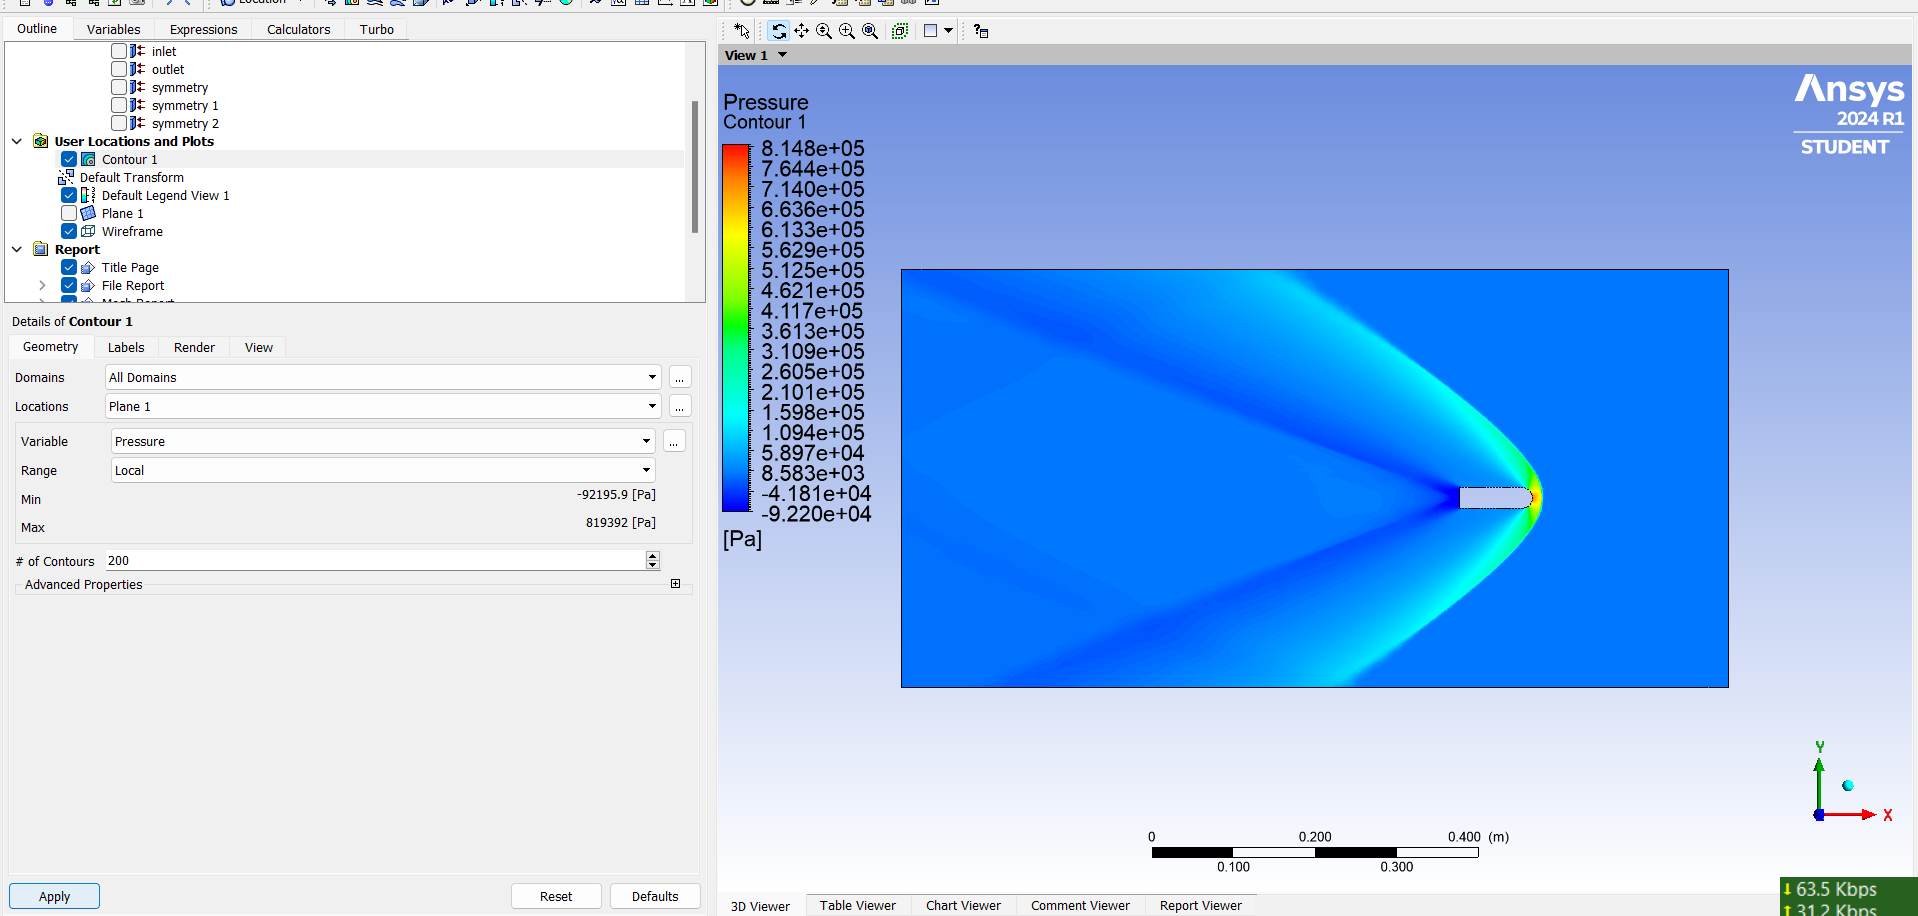 Location
Outline
Variables
Expressions
Calculators
Turbo
inlet
outlet
symmetry
symmetry 1
symmetry 2
User Locations and Plots
Contour 1
Default Transform
Default Legend View 1
Plane 1
Wireframe
Report
Title Page
File Report
Mesh Report
Details of Contour 1
Geometry
Labels
Render
View
Domains
All Domains
...
Locations
Plane 1
...
Variable
Pressure
...
Range
Local
Min
-92195.9 [Pa]
Max
819392 [Pa]
# of Contours
200
Advanced Properties
Apply
Reset
Defaults
View 1
Pressure
Contour 1
8.148e+05
7.644e+05
7.140e+05
6.636e+05
6.133e+05
5.629e+05
5.125e+05
4.621e+05
4.117e+05
3.613e+05
3.109e+05
2.605e+05
2.101e+05
1.598e+05
1.094e+05
5.897e+04
8.583e+03
-4.181e+04
-9.220e+04
[Pa]
Ansys
2024 R1
STUDENT
Y
X
0
0.200
0.400 (m)
0.100
0.300
3D Viewer
Table Viewer
Chart Viewer
Comment Viewer
Report Viewer
63.5 Kbps
31.2 Kbps